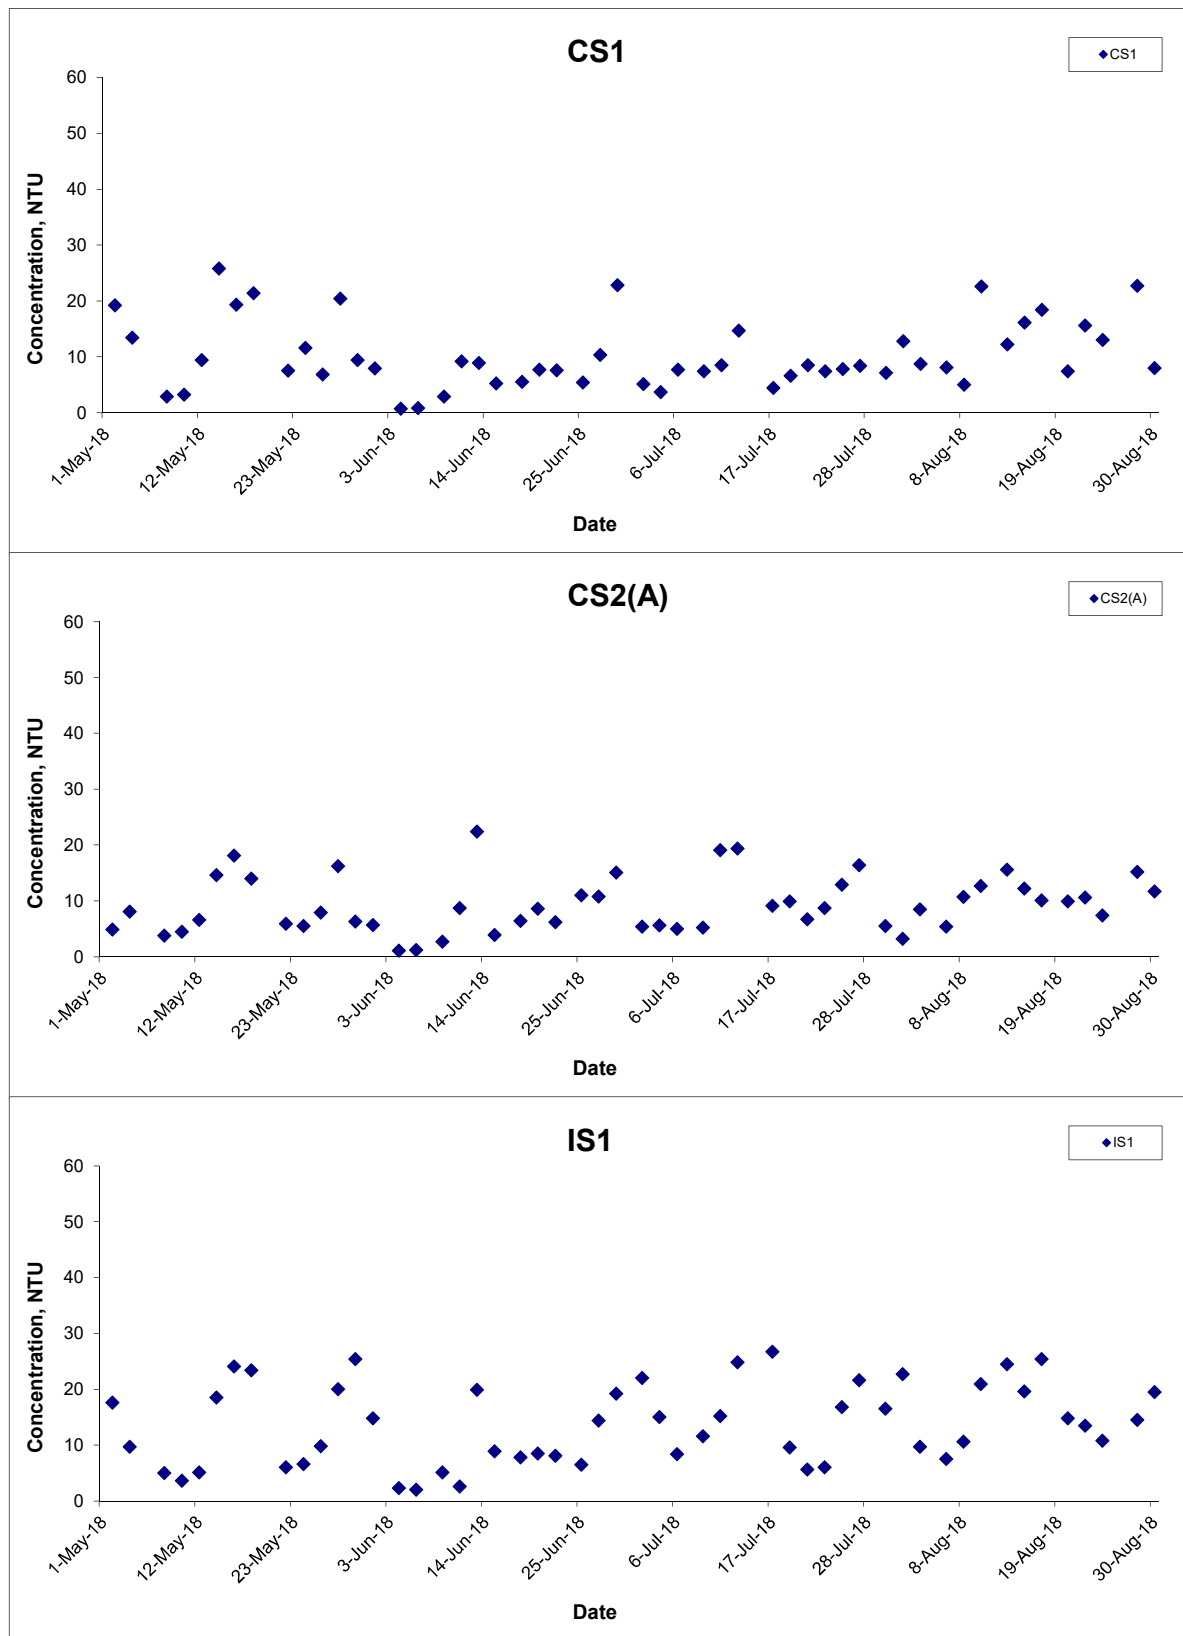 CS1
CS1
60
50
40
30
20
10
0
Concentration, NTU
1-May-18
12-May-18
23-May-18
3-Jun-18
14-Jun-18
25-Jun-18
6-Jul-18
17-Jul-18
28-Jul-18
8-Aug-18
19-Aug-18
30-Aug-18
Date
CS2(A)
CS2(A)
60
50
40
30
20
10
0
Concentration, NTU
1-May-18
12-May-18
23-May-18
3-Jun-18
14-Jun-18
25-Jun-18
6-Jul-18
17-Jul-18
28-Jul-18
8-Aug-18
19-Aug-18
30-Aug-18
Date
IS1
IS1
60
50
40
30
20
10
0
Concentration, NTU
1-May-18
12-May-18
23-May-18
3-Jun-18
14-Jun-18
25-Jun-18
6-Jul-18
17-Jul-18
28-Jul-18
8-Aug-18
19-Aug-18
30-Aug-18
Date